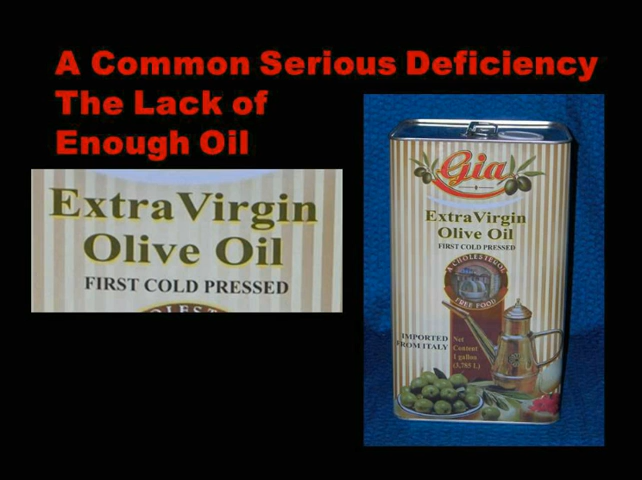 A Common Serious Deficiency
The Lack of
Enough Oil
Extra Virgin
Olive Oil
FIRST COLD PRESSED
Gia
Extra Virgin
Olive Oil
FIRST COLD PRESSED
A CHOLESTEROL
FREE FOOD
IMPORTED
FROM ITALY
Net
Content
1 gallon
(3,785 L)